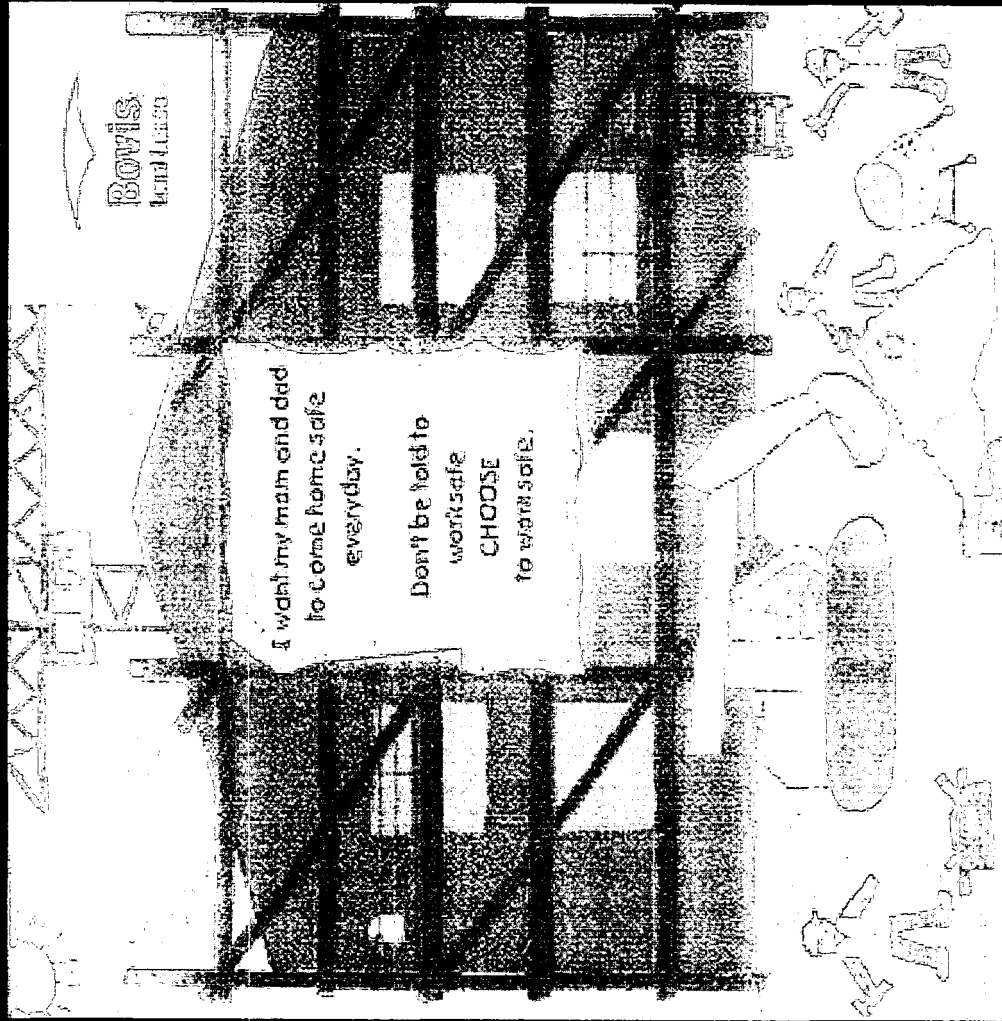 Bovis
Lend Lease
I want my mam and dad
to come home safe
everyday.
Don't be told to
work safe
CHOOSE
to work safe.